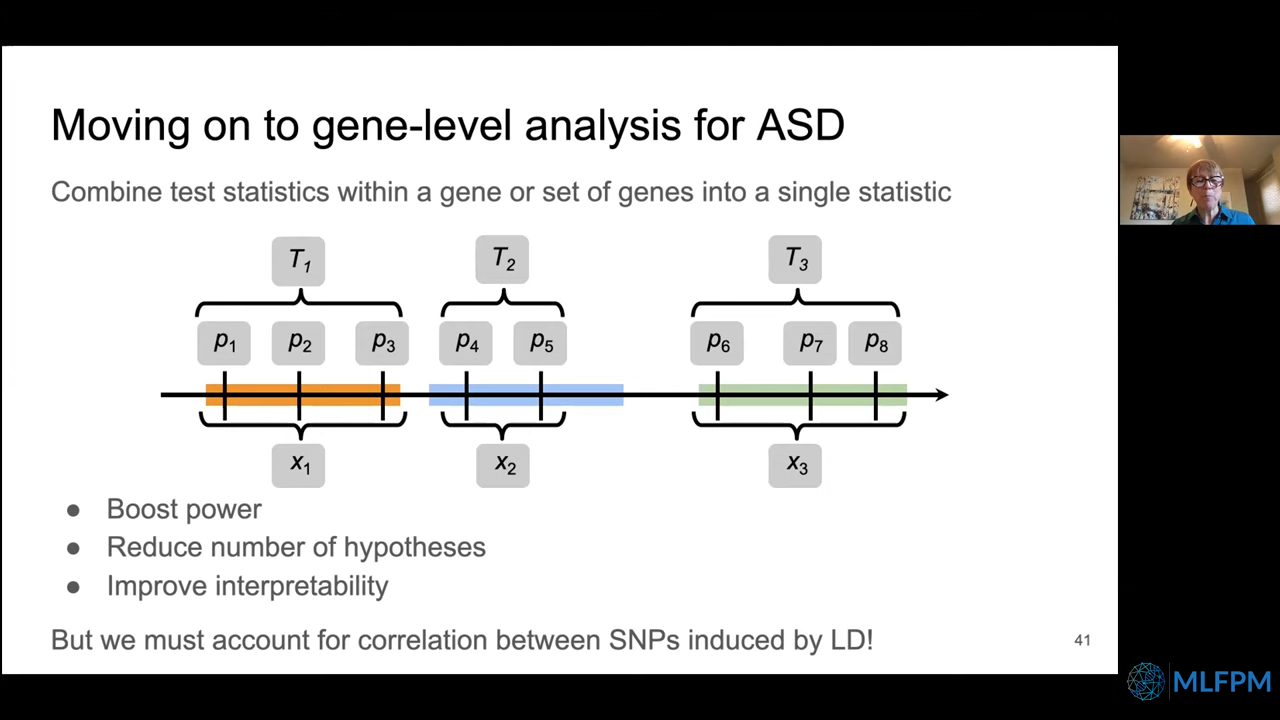 Moving on to gene-level analysis for ASD
Combine test statistics within a gene or set of genes into a single statistic
T1 T2 T3
p1 p2 p3 p4 p5 p6 p7 p8
x1 x2 x3
● Boost power
● Reduce number of hypotheses
● Improve interpretability
But we must account for correlation between SNPs induced by LD!
41
MLFPM